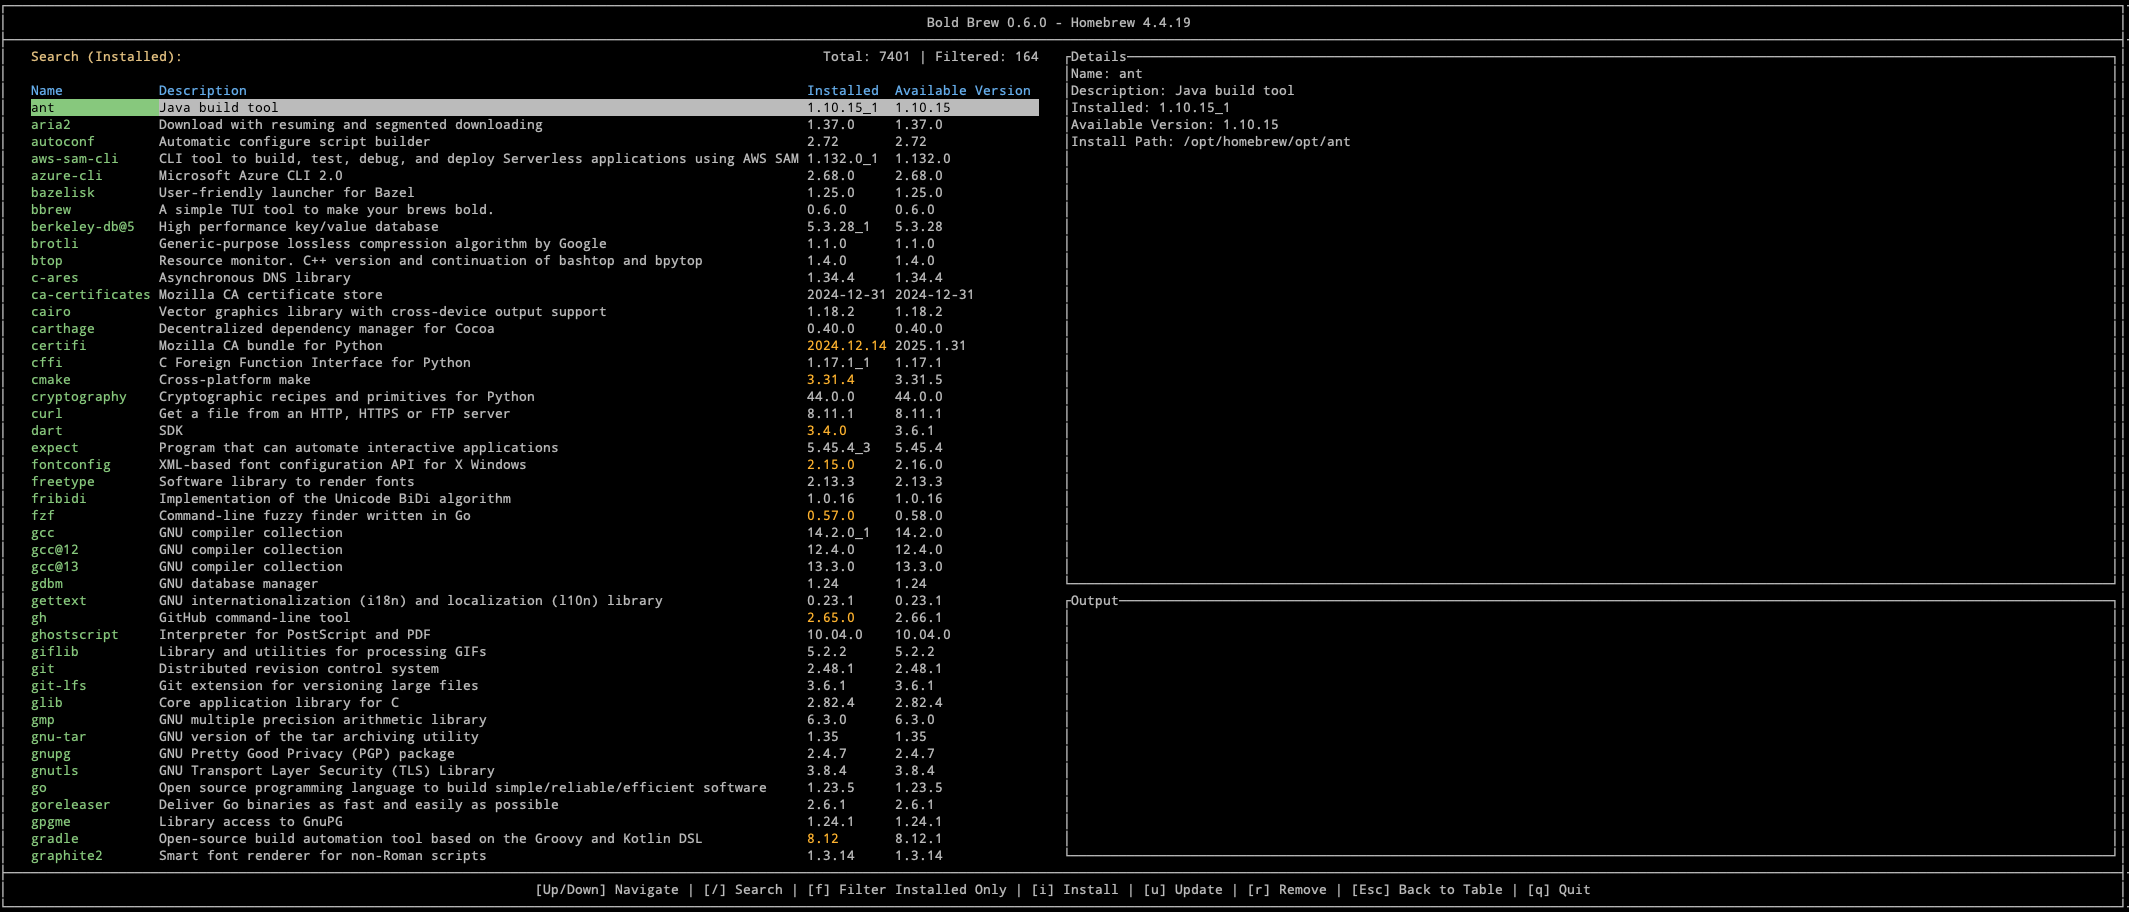 Bold Brew 0.6.0 - Homebrew 4.4.19
Search (Installed): Total: 7401 | Filtered: 164
Name Description Installed Available Version
ant Java build tool 1.10.15_1 1.10.15
aria2 Download with resuming and segmented downloading 1.37.0 1.37.0
autoconf Automatic configure script builder 2.72 2.72
aws-sam-cli CLI tool to build, test, debug, and deploy Serverless applications using AWS SAM 1.132.0_1 1.132.0
azure-cli Microsoft Azure CLI 2.0 2.68.0 2.68.0
bazelisk User-friendly launcher for Bazel 1.25.0 1.25.0
bbrew A simple TUI tool to make your brews bold. 0.6.0 0.6.0
berkeley-db@5 High performance key/value database 5.3.28_1 5.3.28
brotli Generic-purpose lossless compression algorithm by Google 1.1.0 1.1.0
btop Resource monitor. C++ version and continuation of bashtop and bpytop 1.4.0 1.4.0
c-ares Asynchronous DNS library 1.34.4 1.34.4
ca-certificates Mozilla CA certificate store 2024-12-31 2024-12-31
cairo Vector graphics library with cross-device output support 1.18.2 1.18.2
carthage Decentralized dependency manager for Cocoa 0.40.0 0.40.0
certifi Mozilla CA bundle for Python 2024.12.14 2025.1.31
cffi C Foreign Function Interface for Python 1.17.1_1 1.17.1
cmake Cross-platform make 3.31.4 3.31.5
cryptography Cryptographic recipes and primitives for Python 44.0.0 44.0.0
curl Get a file from an HTTP, HTTPS or FTP server 8.11.1 8.11.1
dart SDK 3.4.0 3.6.1
expect Program that can automate interactive applications 5.45.4_3 5.45.4
fontconfig XML-based font configuration API for X Windows 2.15.0 2.16.0
freetype Software library to render fonts 2.13.3 2.13.3
fribidi Implementation of the Unicode BiDi algorithm 1.0.16 1.0.16
fzf Command-line fuzzy finder written in Go 0.57.0 0.58.0
gcc GNU compiler collection 14.2.0_1 14.2.0
gcc@12 GNU compiler collection 12.4.0 12.4.0
gcc@13 GNU compiler collection 13.3.0 13.3.0
gdbm GNU database manager 1.24 1.24
gettext GNU internationalization (i18n) and localization (l10n) library 0.23.1 0.23.1
gh GitHub command-line tool 2.65.0 2.66.1
ghostscript Interpreter for PostScript and PDF 10.04.0 10.04.0
giflib Library and utilities for processing GIFs 5.2.2 5.2.2
git Distributed revision control system 2.48.1 2.48.1
git-lfs Git extension for versioning large files 3.6.1 3.6.1
glib Core application library for C 2.82.4 2.82.4
gmp GNU multiple precision arithmetic library 6.3.0 6.3.0
gnu-tar GNU version of the tar archiving utility 1.35 1.35
gnupg GNU Pretty Good Privacy (PGP) package 2.4.7 2.4.7
gnutls GNU Transport Layer Security (TLS) Library 3.8.4 3.8.4
go Open source programming language to build simple/reliable/efficient software 1.23.5 1.23.5
goreleaser Deliver Go binaries as fast and easily as possible 2.6.1 2.6.1
gpgme Library access to GnuPG 1.24.1 1.24.1
gradle Open-source build automation tool based on the Groovy and Kotlin DSL 8.12 8.12.1
graphite2 Smart font renderer for non-Roman scripts 1.3.14 1.3.14
Details
Name: ant
Description: Java build tool
Installed: 1.10.15_1
Available Version: 1.10.15
Install Path: /opt/homebrew/opt/ant
Output
[Up/Down] Navigate | [/] Search | [f] Filter Installed Only | [i] Install | [u] Update | [r] Remove | [Esc] Back to Table | [q] Quit